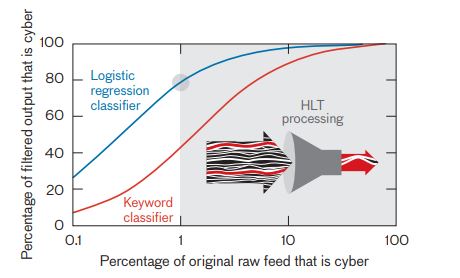 Percentage of filtered output that is cyber
100
80
60
40
20
0
Logistic
regression
classifier
HLT
processing
Keyword
classifier
0.1
1
10
100
Percentage of original raw feed that is cyber